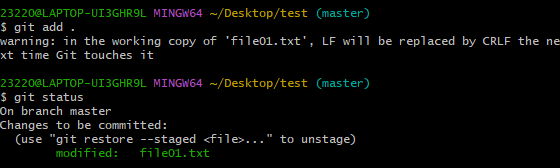 23220@LAPTOP-UI3GHR9L MINGW64 ~/Desktop/test (master)
$ git add .
warning: in the working copy of 'file01.txt', LF will be replaced by CRLF the ne
xt time Git touches it
23220@LAPTOP-UI3GHR9L MINGW64 ~/Desktop/test (master)
$ git status
On branch master
Changes to be committed:
  (use "git restore --staged <file>..." to unstage)
        modified:   file01.txt